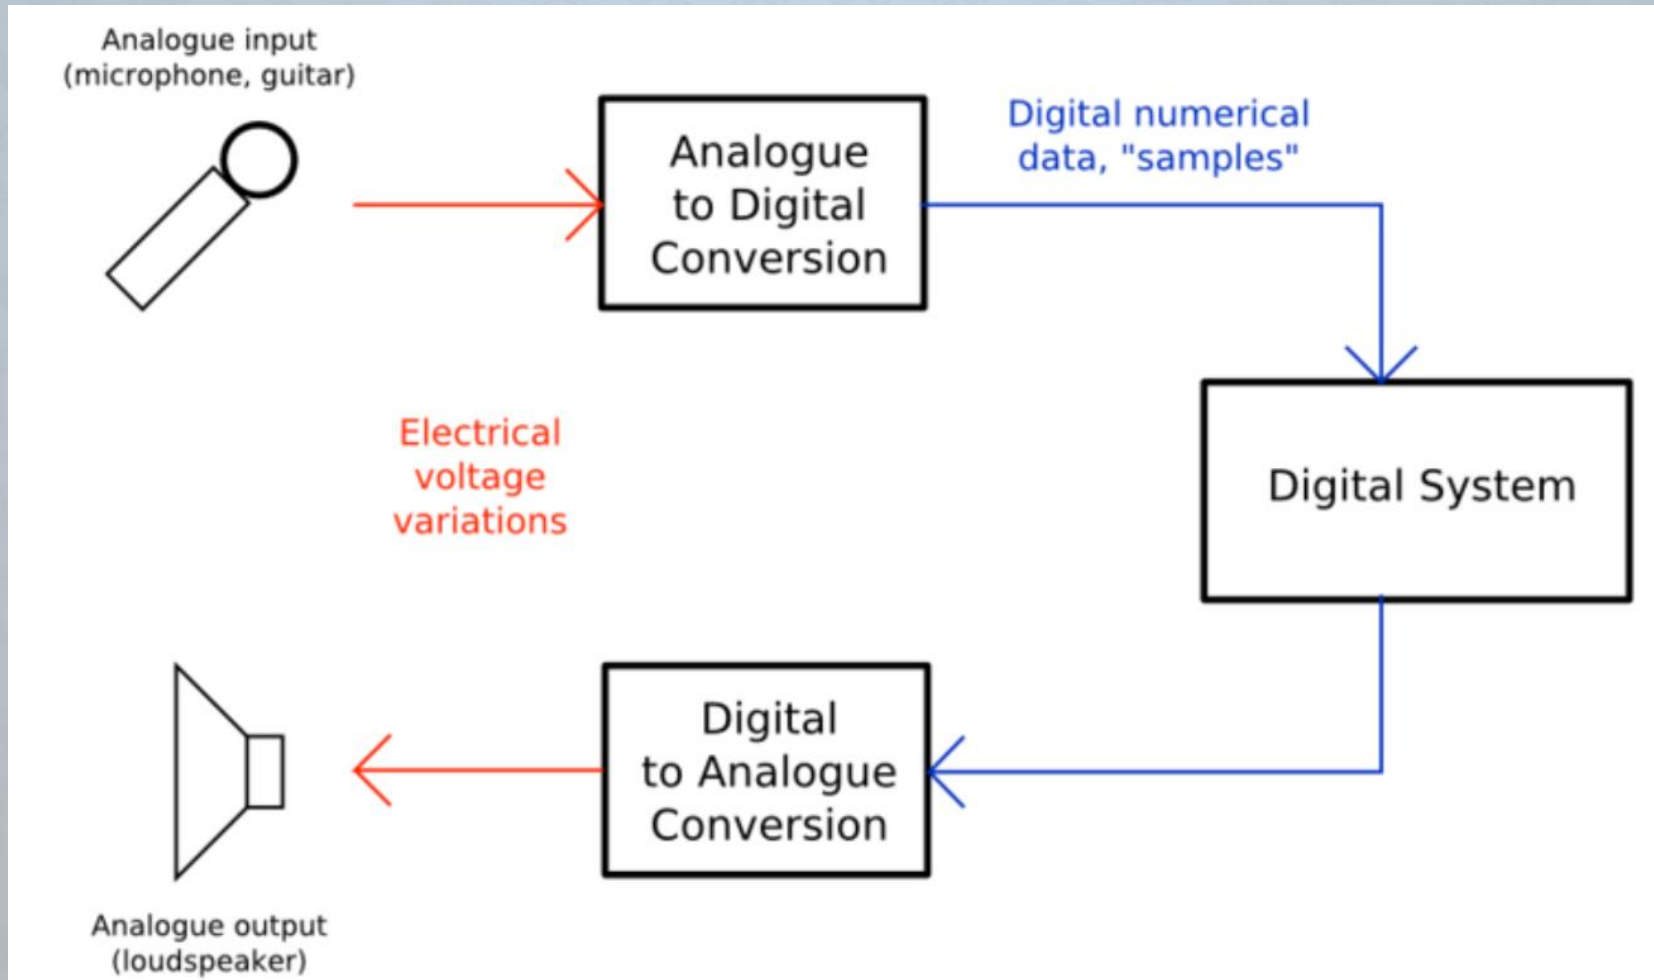 Analogue input
(microphone, guitar)
Analogue
to Digital
Conversion
Digital numerical
data, "samples"
Electrical
voltage
variations
Digital System
Digital
to Analogue
Conversion
Analogue output
(loudspeaker)